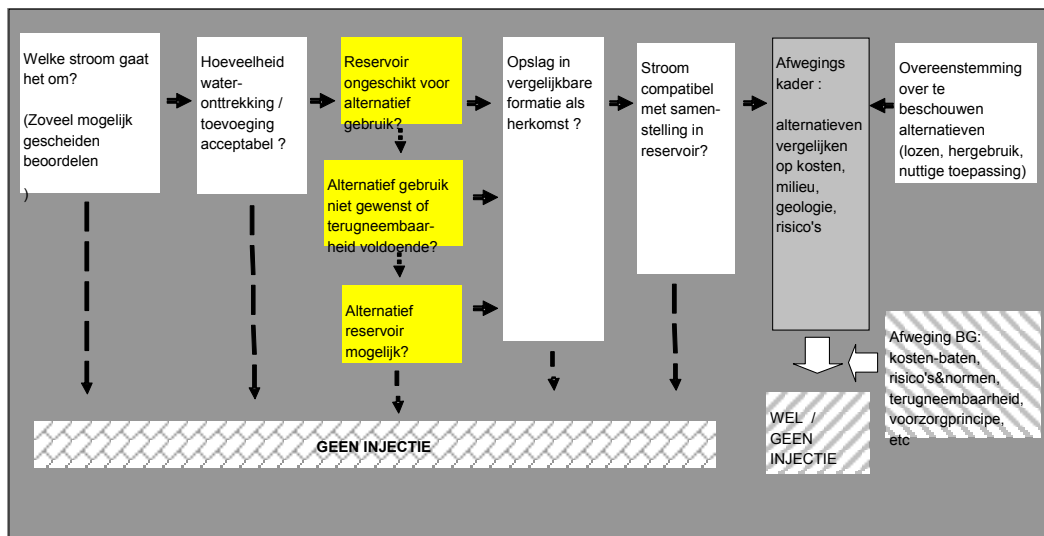 Welke stroom gaat
het om?
(Zoveel mogelijk
gescheiden
beoordelen
)
Hoeveelheid
water-
onttrekking /
toevoeging
acceptabel ?
Reservoir
ongeschikt voor
alternatief
gebruik?
Alternatief gebruik
niet gewenst of
terugneembaar-
heid voldoende?
Alternatief
reservoir
mogelijk?
Opslag in
vergelijkbare
formatie als
herkomst ?
Stroom
compatibel
met samen-
stelling in
reservoir?
Afwegings
kader :
alternatieven
vergelijken
op kosten,
milieu,
geologie,
risico's
Overeenstemming
over te
beschouwen
alternatieven
(lozen, hergebruik,
nuttige toepassing)
Afweging BG:
kosten-baten,
risico's&normen,
terugneembaarheid,
voorzorgprincipe,
etc
WEL /
GEEN
INJECTIE
GEEN INJECTIE